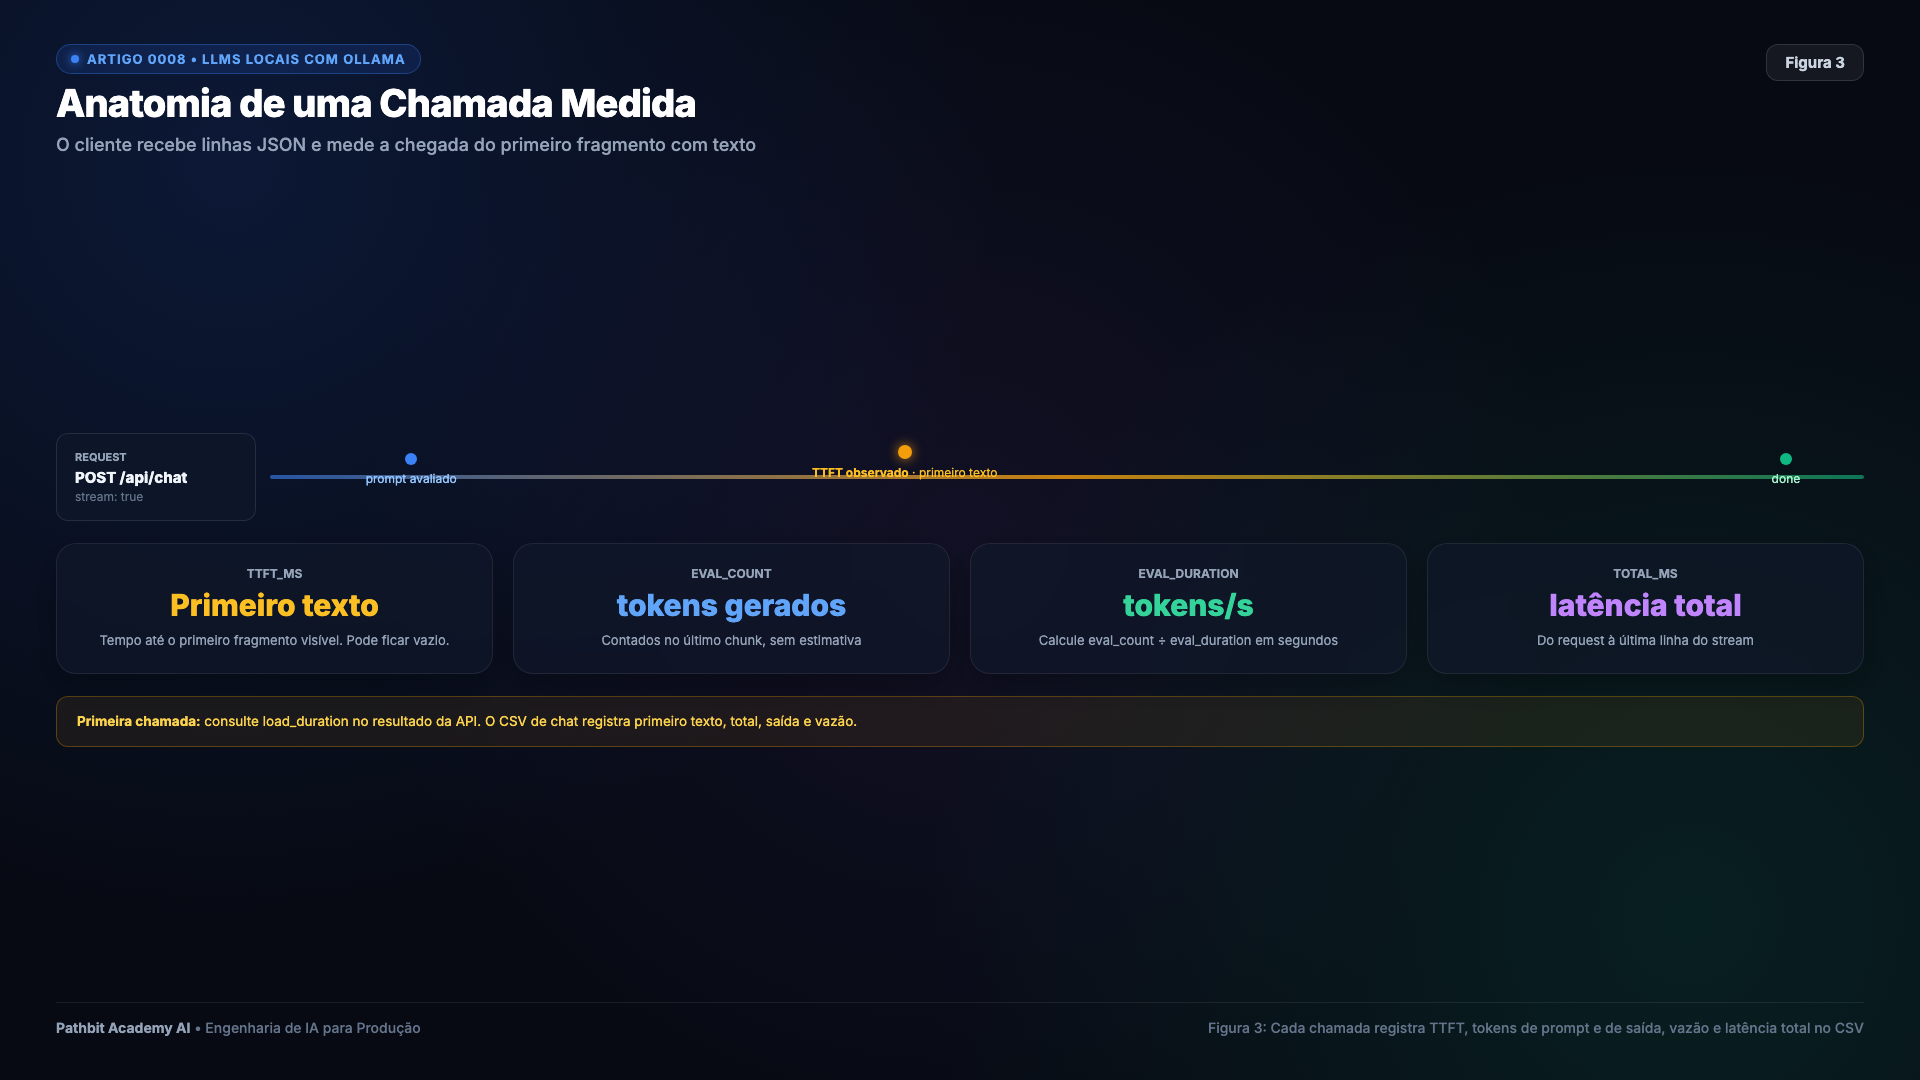 ARTIGO 0008 • LLMS LOCAIS COM OLLAMA
Figura 3
Anatomia de uma Chamada Medida
O cliente recebe linhas JSON e mede a chegada do primeiro fragmento com texto
REQUEST
POST /api/chat
stream: true
prompt avaliado
TTFT observado · primeiro texto
done
TTFT_MS
Primeiro texto
Tempo até o primeiro fragmento visível. Pode ficar vazio.
EVAL_COUNT
tokens gerados
Contados no último chunk, sem estimativa
EVAL_DURATION
tokens/s
Calcule eval_count ÷ eval_duration em segundos
TOTAL_MS
latência total
Do request à última linha do stream
Primeira chamada: consulte load_duration no resultado da API. O CSV de chat registra primeiro texto, total, saída e vazão.
Pathbit Academy AI • Engenharia de IA para Produção
Figura 3: Cada chamada registra TTFT, tokens de prompt e de saída, vazão e latência total no CSV